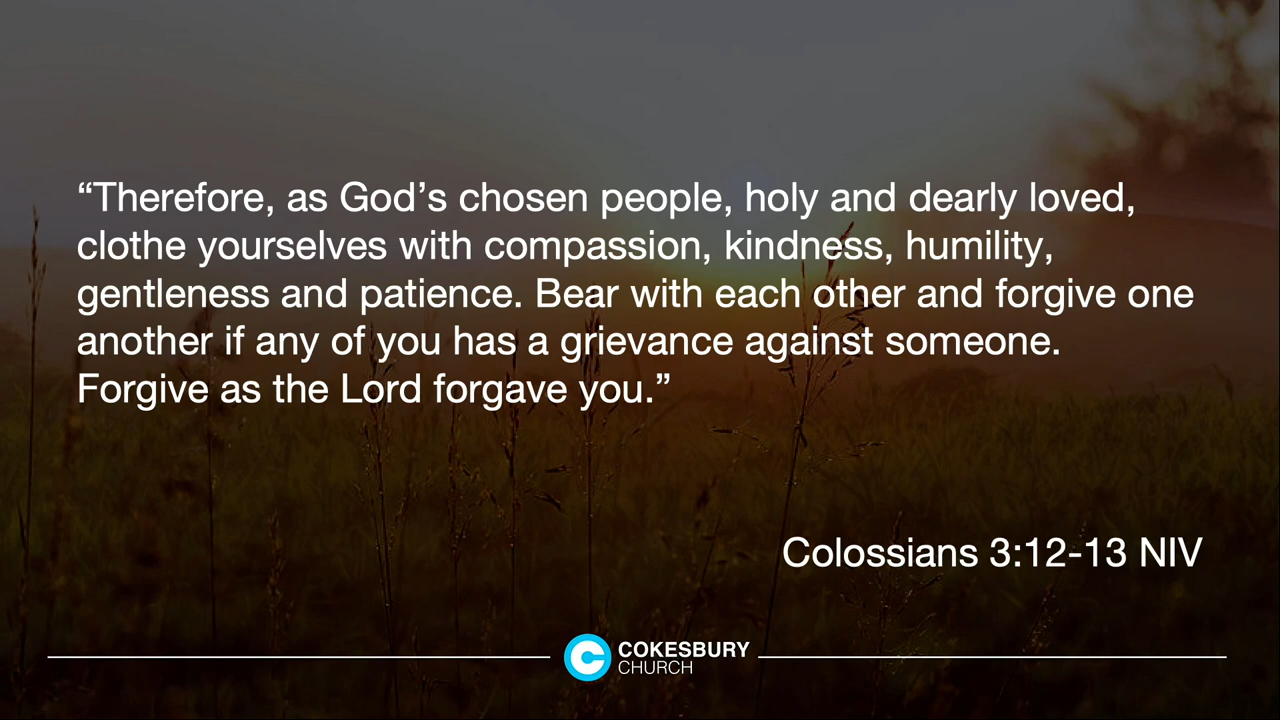 “Therefore, as God’s chosen people, holy and dearly loved,
clothe yourselves with compassion, kindness, humility,
gentleness and patience. Bear with each other and forgive one
another if any of you has a grievance against someone.
Forgive as the Lord forgave you.”
Colossians 3:12-13 NIV
COKESBURY
CHURCH